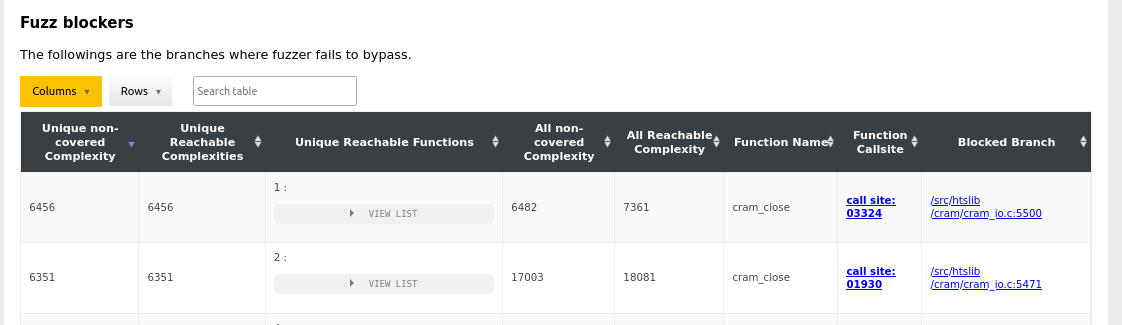 Fuzz blockers
The followings are the branches where fuzzer fails to bypass.
Columns
Rows
Search table
Unique non-
covered
Complexity
Unique
Reachable
Complexities
Unique Reachable Functions
All non-
covered
Complexity
All Reachable
Complexity
Function Name
Function
Callsite
Blocked Branch
6456
6456
1 :
VIEW LIST
6482
7361
cram_close
call site:
03324
/src/htslib
/cram/cram_io.c:5500
6351
6351
2 :
VIEW LIST
17003
18081
cram_close
call site:
01930
/src/htslib
/cram/cram_io.c:5471